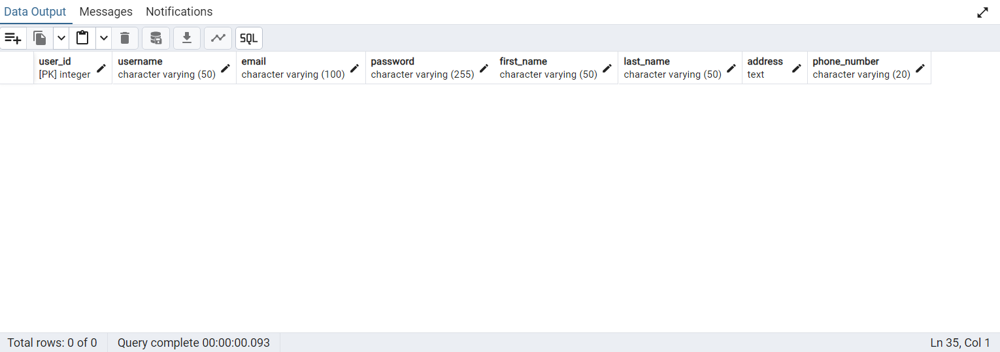 Data Output Messages Notifications
SQL
user_id username email password first_name last_name address phone_number
[PK] integer character varying (50) character varying (100) character varying (255) character varying (50) character varying (50) text character varying (20)
Total rows: 0 of 0 Query complete 00:00:00.093 Ln 35, Col 1